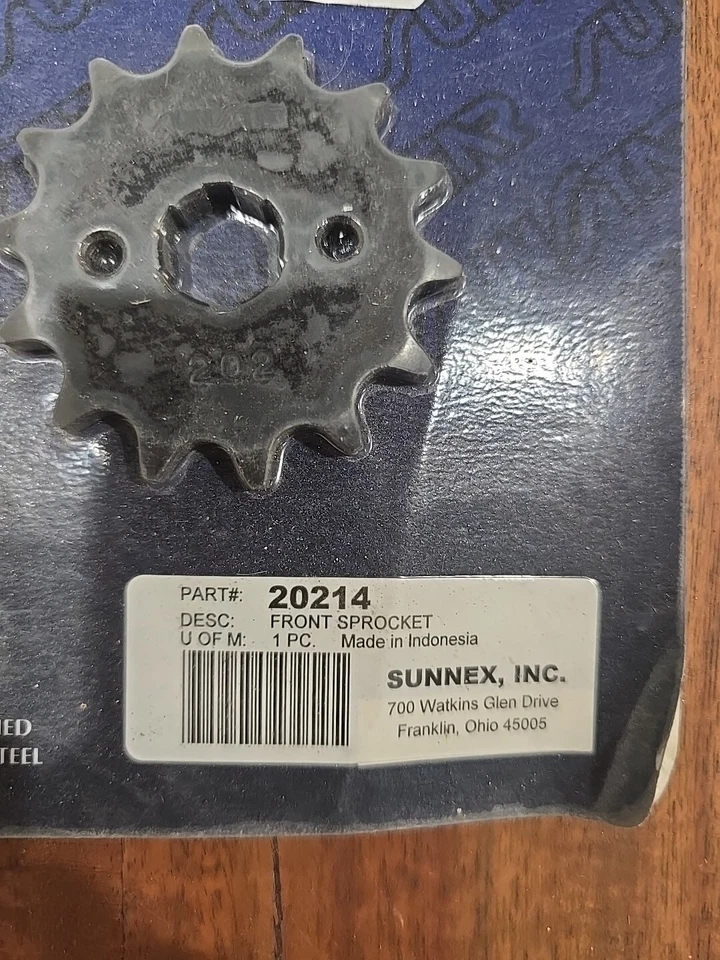 202
PART#: 20214
DESC: FRONT SPROCKET
U OF M: 1 PC. Made in Indonesia
SUNNEX, INC.
700 Watkins Glen Drive
Franklin, Ohio 45005
TEEL